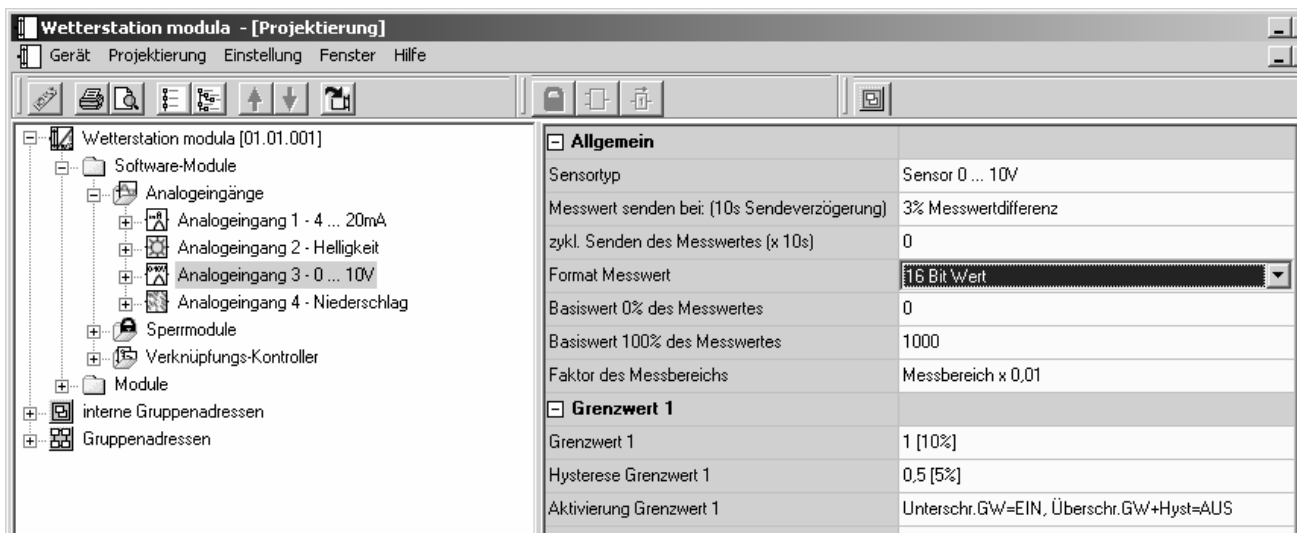 Wetterstation modula - [Projektierung]
Gerät Projektierung Einstellung Fenster Hilfe
Wetterstation modula [01.01.001]
Software-Module
Analogeingänge
Analogeingang 1 - 4 ... 20mA
Analogeingang 2 - Helligkeit
Analogeingang 3 - 0 ... 10V
Analogeingang 4 - Niederschlag
Sperrmodule
Verknüpfungs-Kontroller
Module
interne Gruppenadressen
Gruppenadressen
Allgemein
Sensortyp Sensor 0 ... 10V
Messwert senden bei: (10s Sendeverzögerung) 3% Messwertdifferenz
zykl. Senden des Messwertes (x 10s) 0
Format Messwert 16 Bit Wert
Basiswert 0% des Messwertes 0
Basiswert 100% des Messwertes 1000
Faktor des Messbereichs Messbereich x 0,01
Grenzwert 1
Grenzwert 1 1 [10%]
Hysterese Grenzwert 1 0,5 [5%]
Aktivierung Grenzwert 1 Unterschr.GW=EIN, Überschr.GW+Hyst=AUS